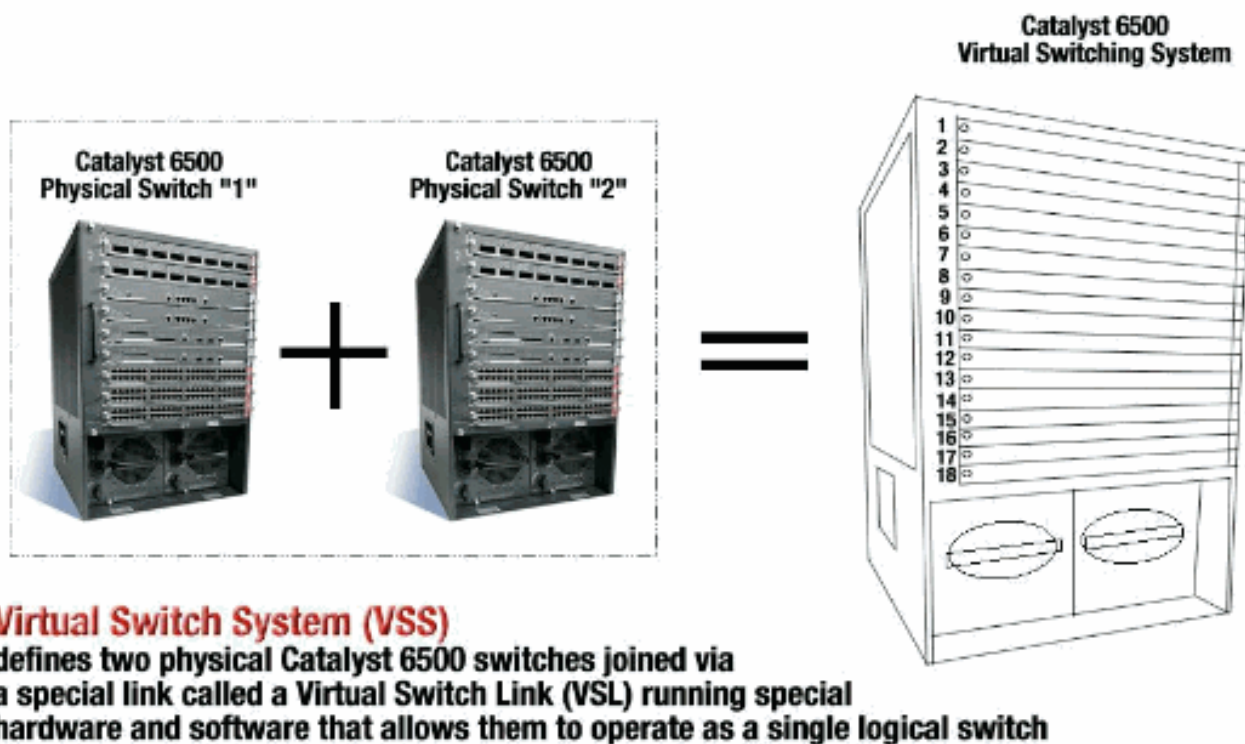 Catalyst 6500
Virtual Switching System
Catalyst 6500
Physical Switch "1"
Catalyst 6500
Physical Switch "2"
1
2
3
4
5
6
7
8
9
10
11
12
13
14
15
16
17
18
Virtual Switch System (VSS)
defines two physical Catalyst 6500 switches joined via
a special link called a Virtual Switch Link (VSL) running special
hardware and software that allows them to operate as a single logical switch